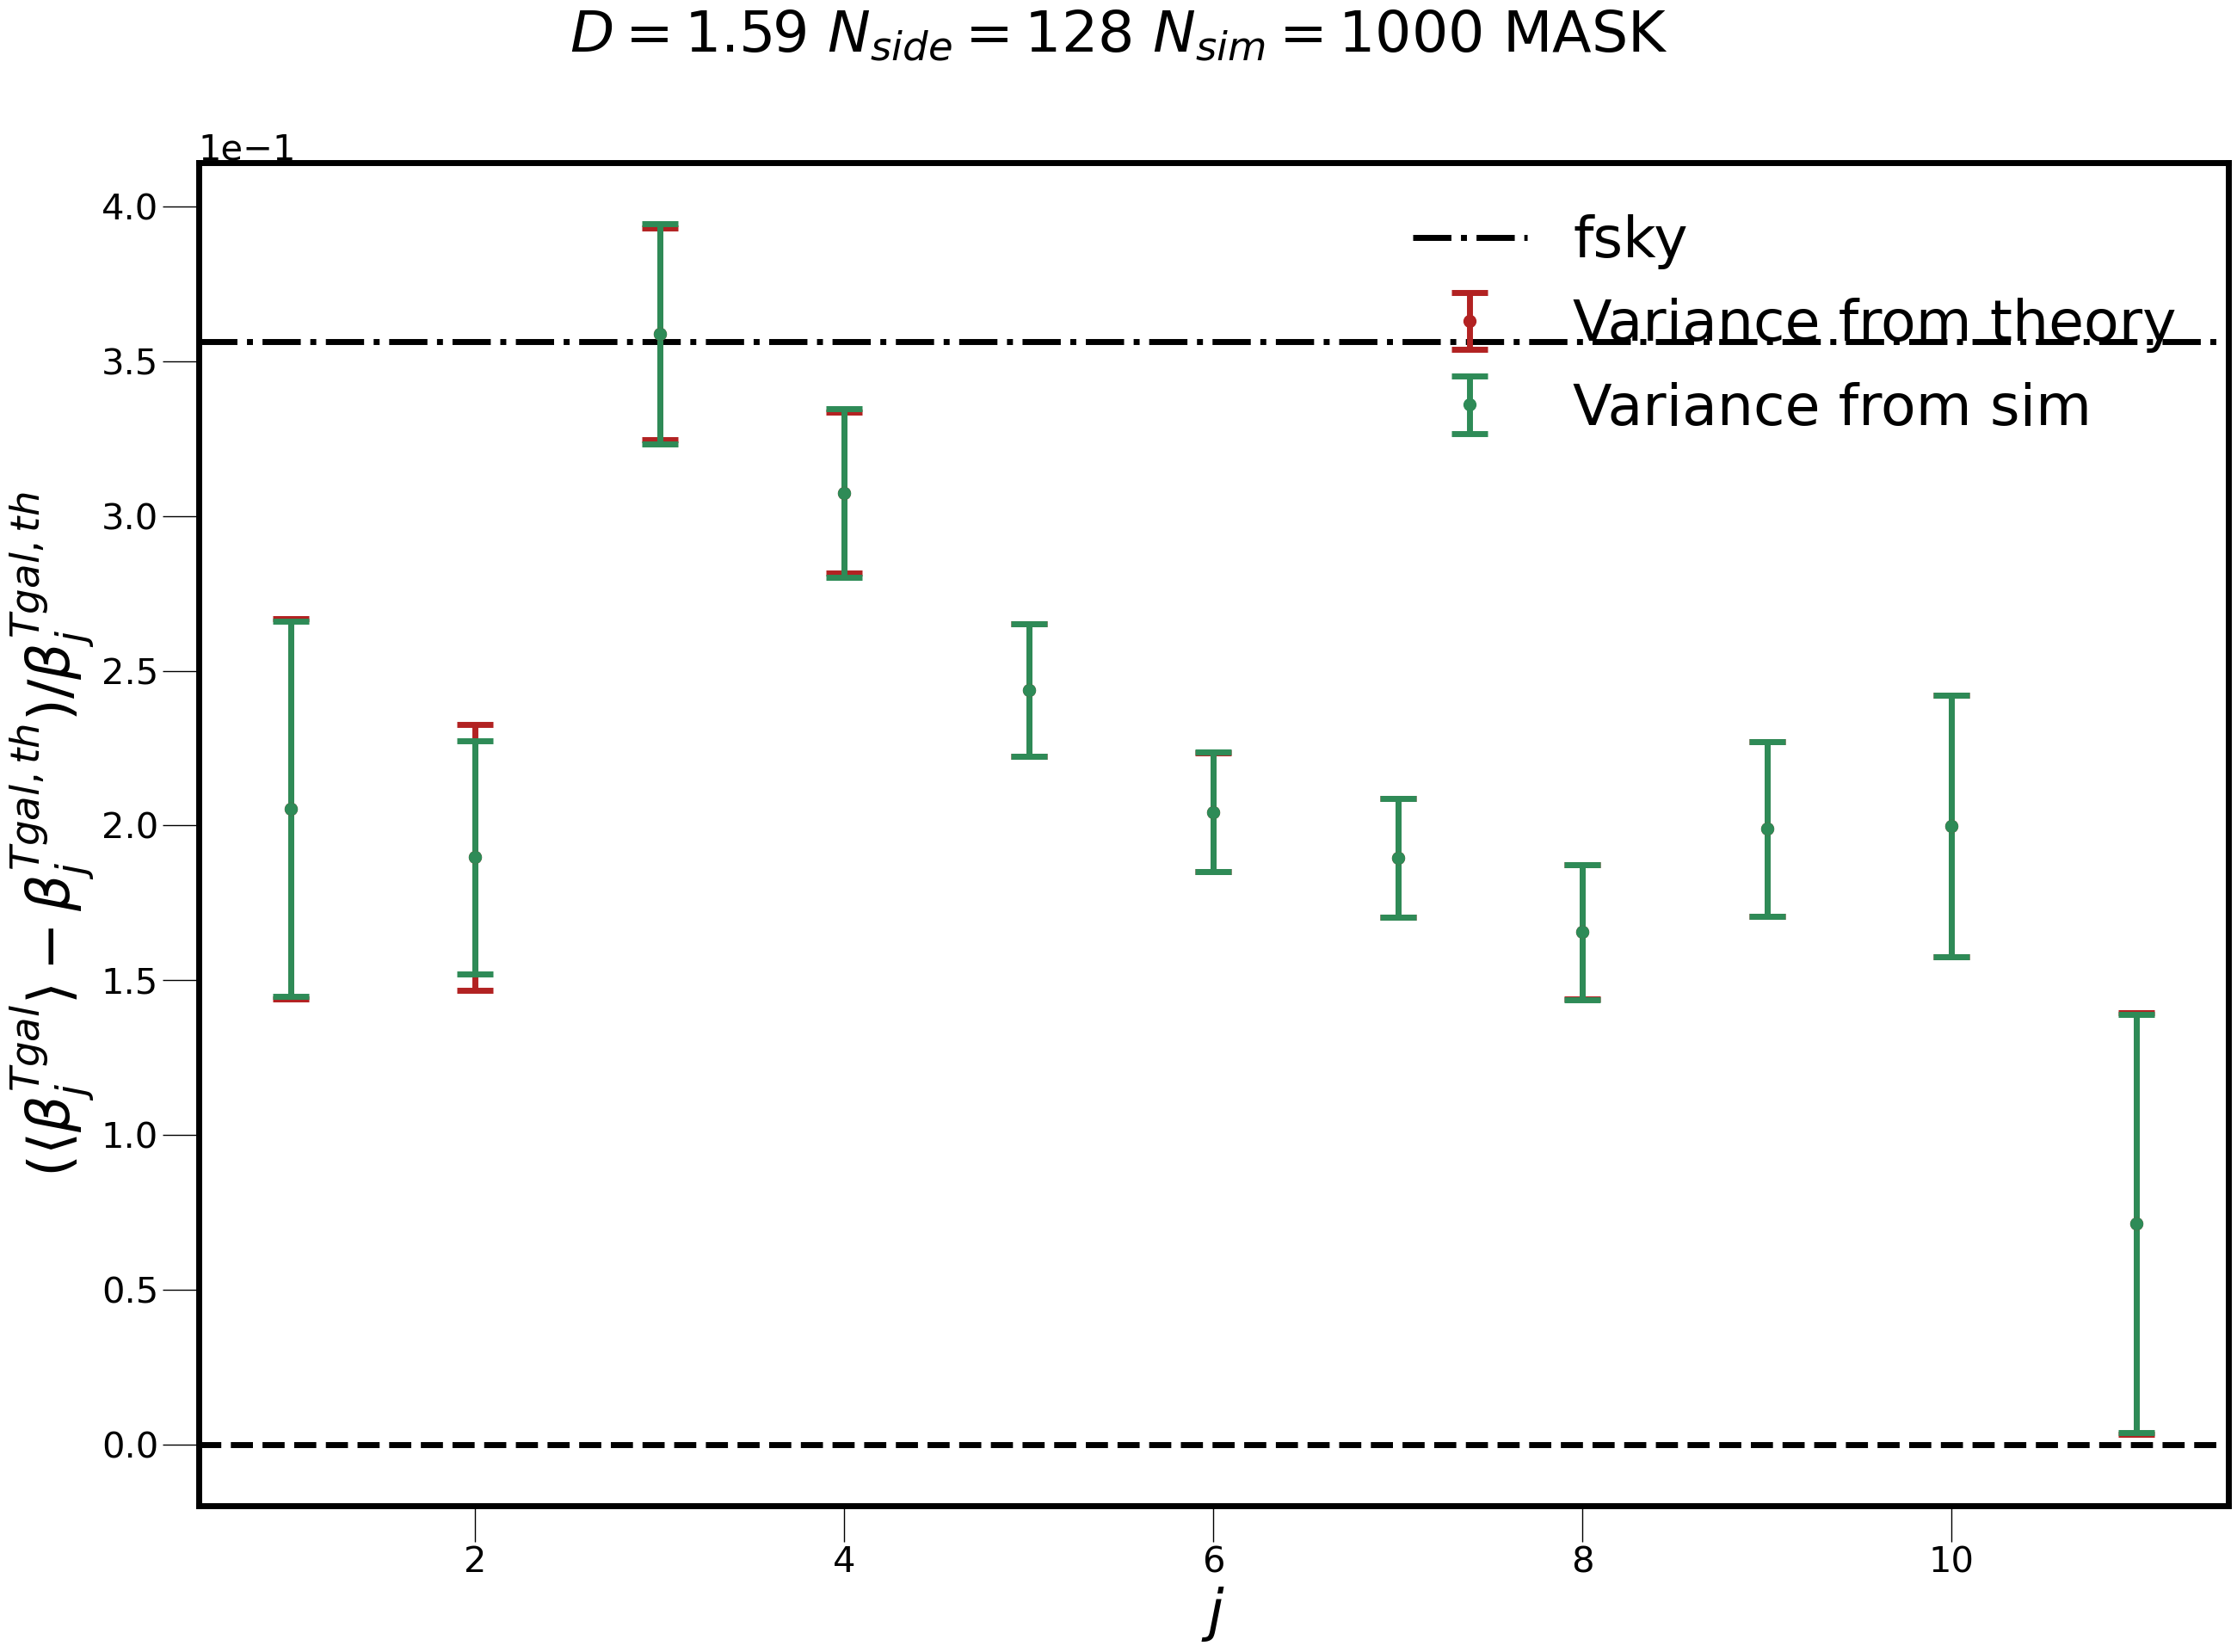 D = 1.59 N_side = 128 N_sim = 1000 MASK
1e−1
4.0
3.5
3.0
2.5
2.0
1.5
1.0
0.5
0.0
(⟨β_j^Tgal⟩ − β_j^Tgal, th)/β_j^Tgal, th
fsky
Variance from theory
Variance from sim
2 4 6 8 10
j